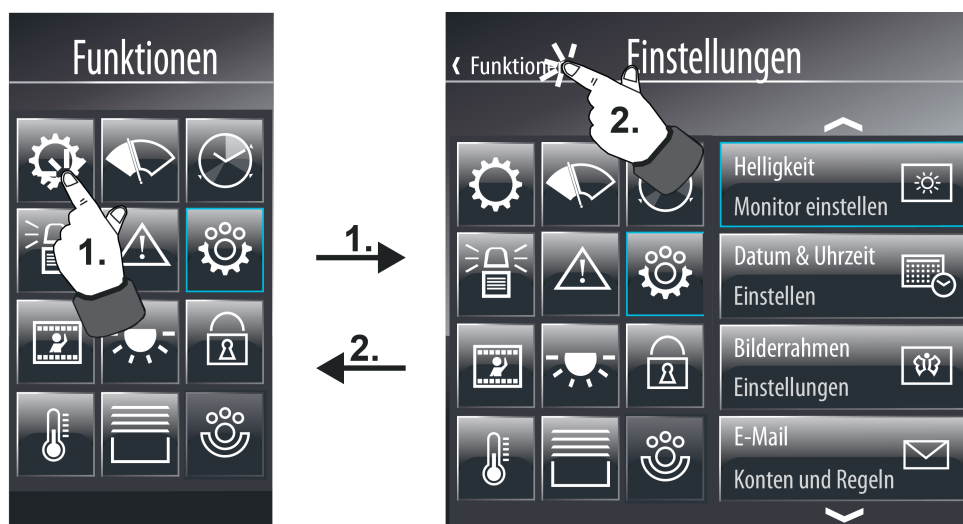 Funktionen
1.
1.
2.
‹ Funktionen
Einstellungen
2.
Helligkeit
Monitor einstellen
Datum & Uhrzeit
Einstellen
Bilderrahmen
Einstellungen
E-Mail
Konten und Regeln